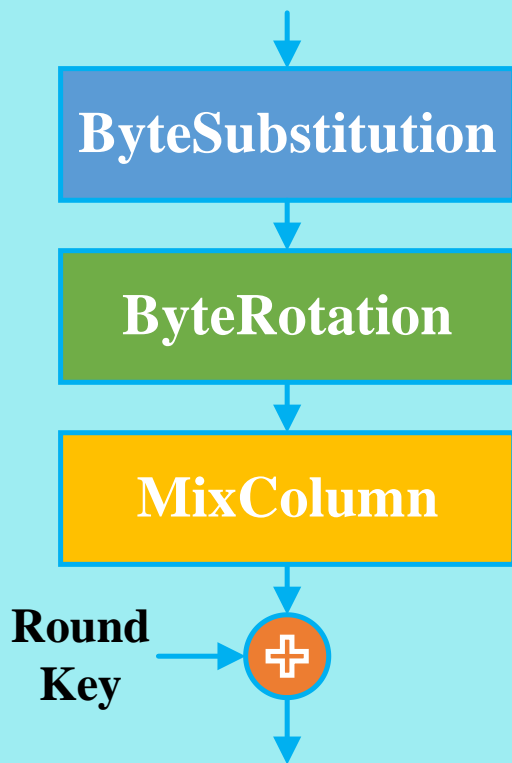 ByteSubstitution
ByteRotation
MixColumn
Round
Key